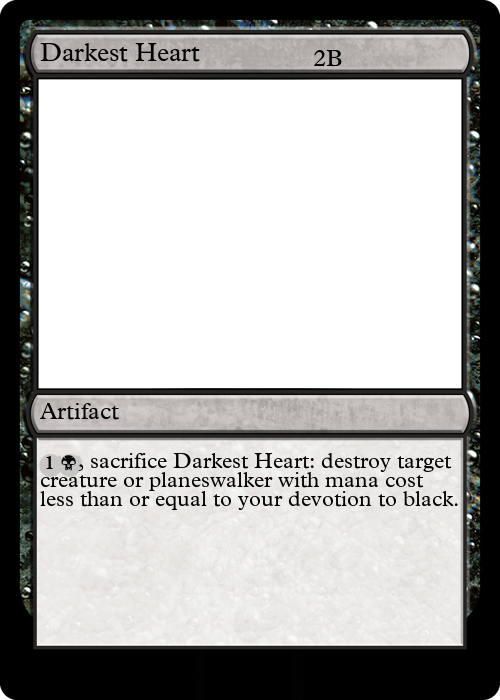 Darkest Heart 2B
Artifact
1 , sacrifice Darkest Heart: destroy target
creature or planeswalker with mana cost
less than or equal to your devotion to black.